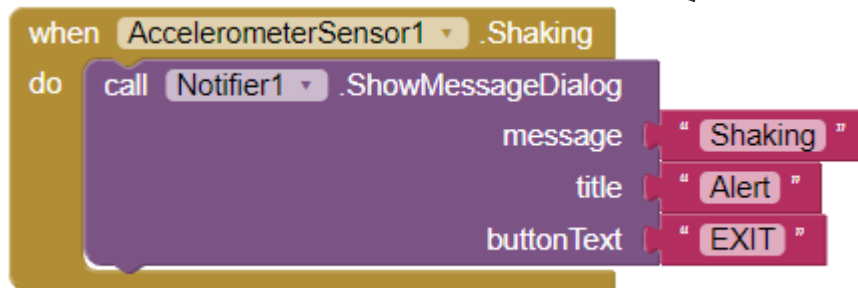 when AccelerometerSensor1 .Shaking
do call Notifier1 .ShowMessageDialog
message “ Shaking ”
title “ Alert ”
buttonText “ EXIT ”